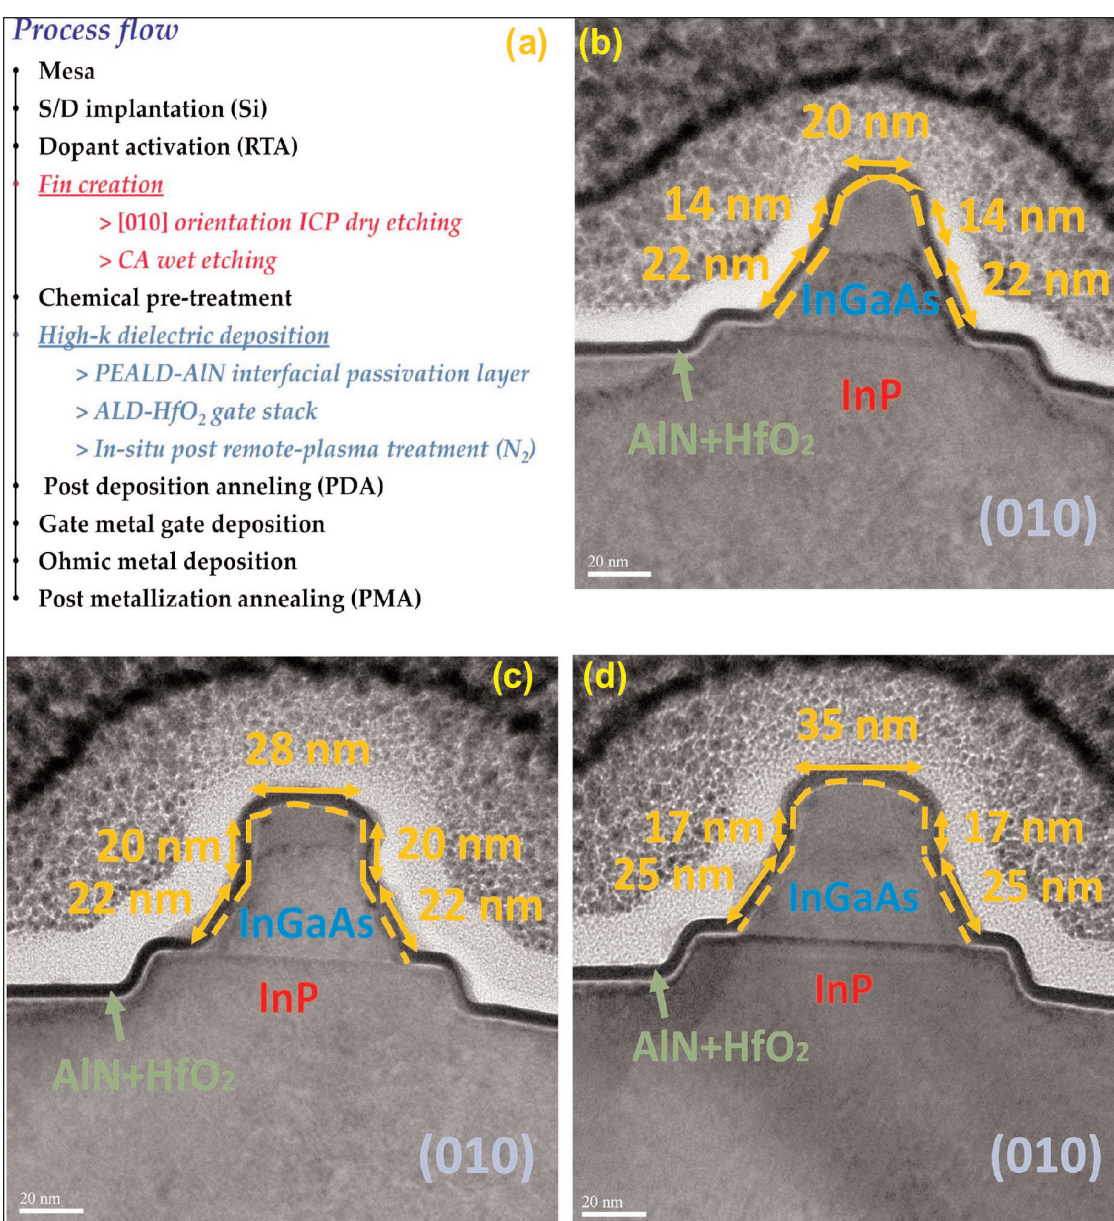 Process flow
(a)
• Mesa
• S/D implantation (Si)
• Dopant activation (RTA)
• Fin creation
> [010] orientation ICP dry etching
> CA wet etching
• Chemical pre-treatment
• High-k dielectric deposition
> PEALD-AlN interfacial passivation layer
> ALD-HfO₂ gate stack
> In-situ post remote-plasma treatment (N₂)
• Post deposition anneling (PDA)
• Gate metal gate deposition
• Ohmic metal deposition
• Post metallization annealing (PMA)
(b)
20 nm
14 nm
14 nm
22 nm
22 nm
InGaAs
InP
AlN+HfO₂
(010)
20 nm
(c)
28 nm
20 nm
20 nm
22 nm
22 nm
InGaAs
InP
AlN+HfO₂
(010)
20 nm
(d)
35 nm
17 nm
17 nm
25 nm
25 nm
InGaAs
InP
AlN+HfO₂
(010)
20 nm